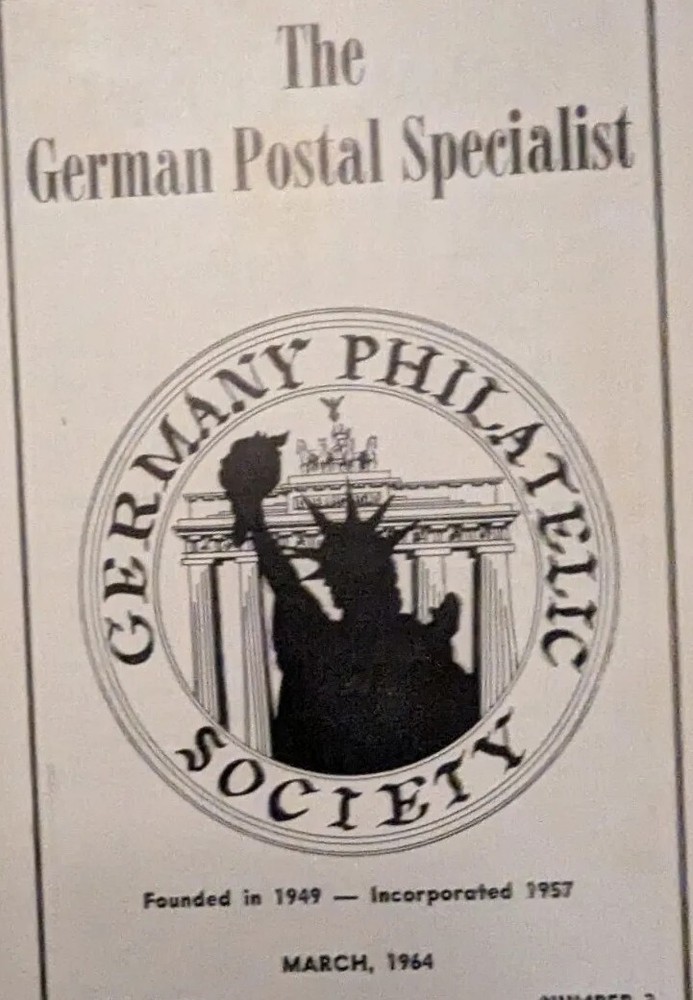 The
German Postal Specialist
GERMANY PHILATELIC
SOCIETY
Founded in 1949 — Incorporated 1957
MARCH, 1964